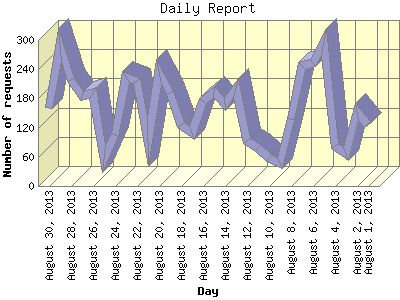 Daily Report
Number of requests
300
240
180
120
60
0
August 30, 2013
August 28, 2013
August 26, 2013
August 24, 2013
August 22, 2013
August 20, 2013
August 18, 2013
August 16, 2013
August 14, 2013
August 12, 2013
August 10, 2013
August 8, 2013
August 6, 2013
August 4, 2013
August 2, 2013
August 1, 2013
Day